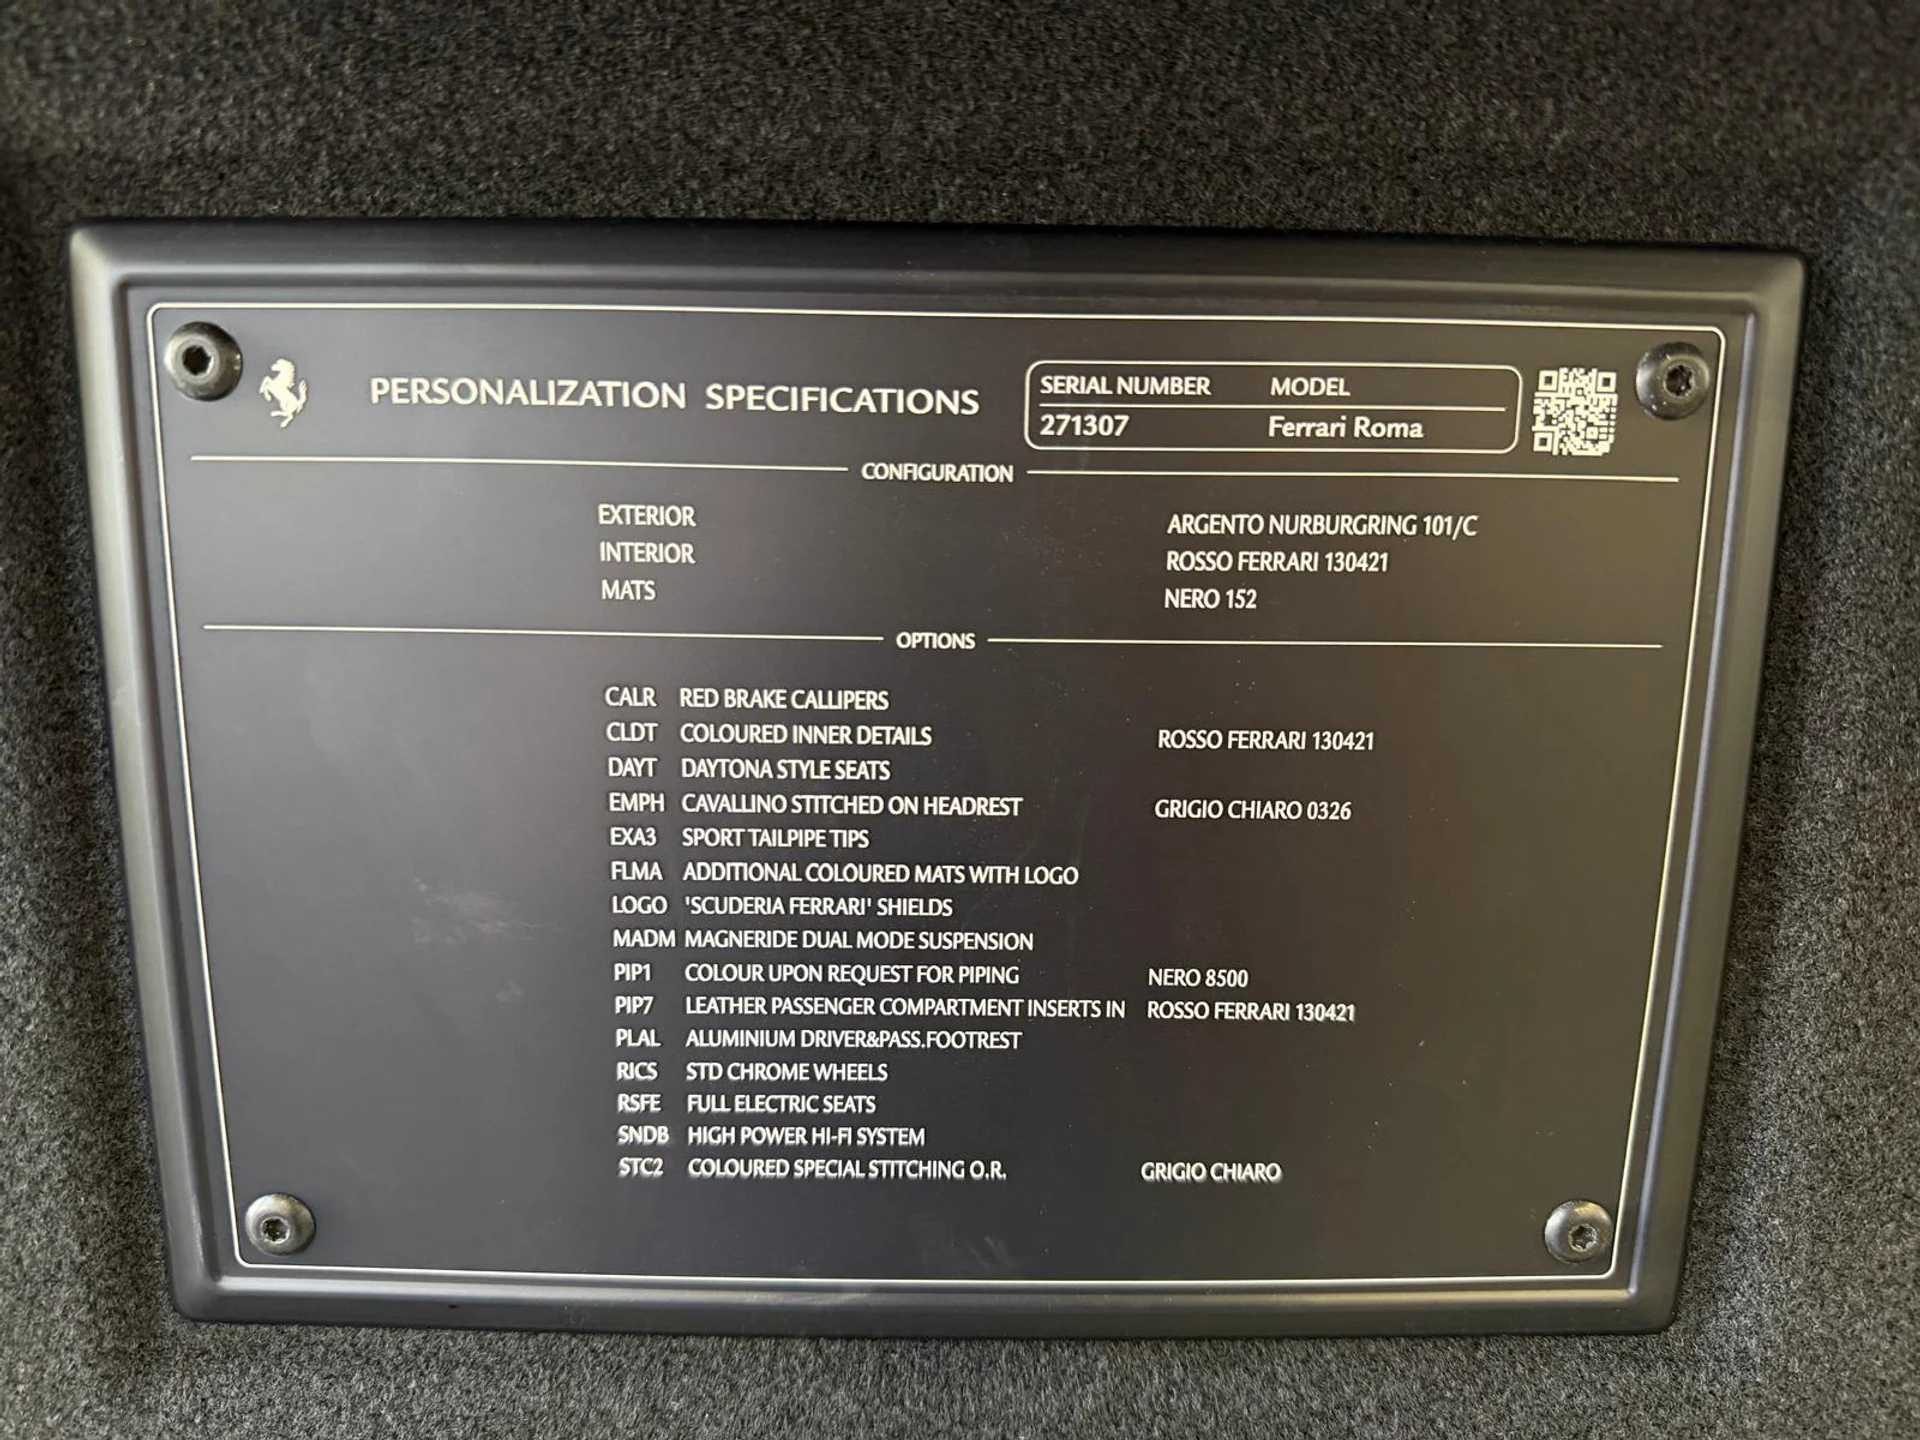 PERSONALIZATION SPECIFICATIONS
SERIAL NUMBER MODEL
271307 Ferrari Roma
CONFIGURATION
EXTERIOR ARGENTO NURBURGRING 101/C
INTERIOR ROSSO FERRARI 130421
MATS NERO 152
OPTIONS
CALR RED BRAKE CALLIPERS
CLDT COLOURED INNER DETAILS ROSSO FERRARI 130421
DAYT DAYTONA STYLE SEATS
EMPH CAVALLINO STITCHED ON HEADREST GRIGIO CHIARO 0326
EXA3 SPORT TAILPIPE TIPS
FLMA ADDITIONAL COLOURED MATS WITH LOGO
LOGO 'SCUDERIA FERRARI' SHIELDS
MADM MAGNERIDE DUAL MODE SUSPENSION
PIP1 COLOUR UPON REQUEST FOR PIPING NERO 8500
PIP7 LEATHER PASSENGER COMPARTMENT INSERTS IN ROSSO FERRARI 130421
PLAL ALUMINIUM DRIVER&PASS.FOOTREST
RICS STD CHROME WHEELS
RSFE FULL ELECTRIC SEATS
SNDB HIGH POWER HI-FI SYSTEM
STC2 COLOURED SPECIAL STITCHING O.R. GRIGIO CHIARO